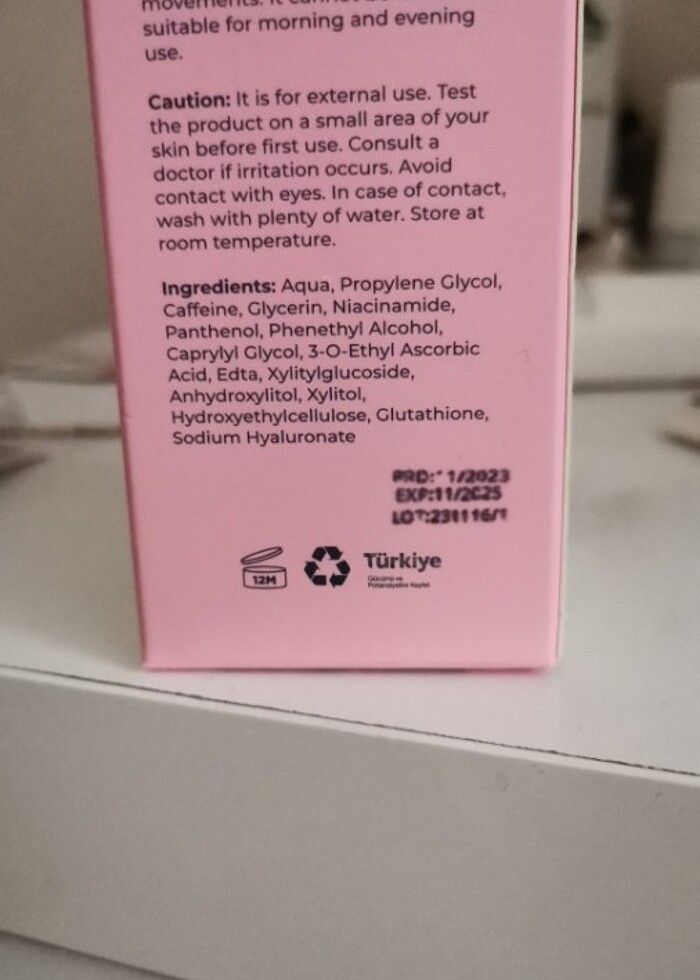 suitable for morning and evening
use.
Caution: It is for external use. Test
the product on a small area of your
skin before first use. Consult a
doctor if irritation occurs. Avoid
contact with eyes. In case of contact,
wash with plenty of water. Store at
room temperature.
Ingredients: Aqua, Propylene Glycol,
Caffeine, Glycerin, Niacinamide,
Panthenol, Phenethyl Alcohol,
Caprylyl Glycol, 3-O-Ethyl Ascorbic
Acid, Edta, Xylitylglucoside,
Anhydroxylitol, Xylitol,
Hydroxyethylcellulose, Glutathione,
Sodium Hyaluronate
EXP:11/2025
12M
Türkiye